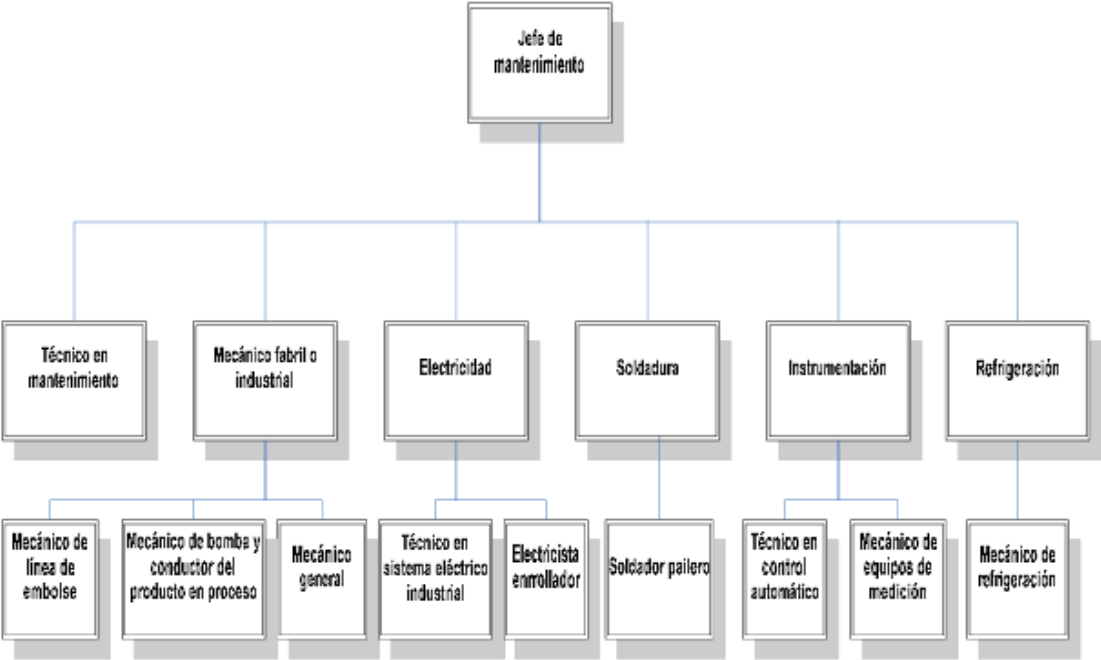 Jefe de
mantenimiento
Técnico en
mantenimiento
Mecánico fabril o
industrial
Electricidad
Soldadura
Instrumentación
Refrigeración
Mecánico de
línea de
embolse
Mecánico de bomba y
conductor del
producto en proceso
Mecánico
general
Técnico en
sistema eléctrico
industrial
Electricista
enrrollador
Soldador pailero
Técnico en
control
automático
Mecánico de
equipos de
medición
Mecánico de
refrigeración